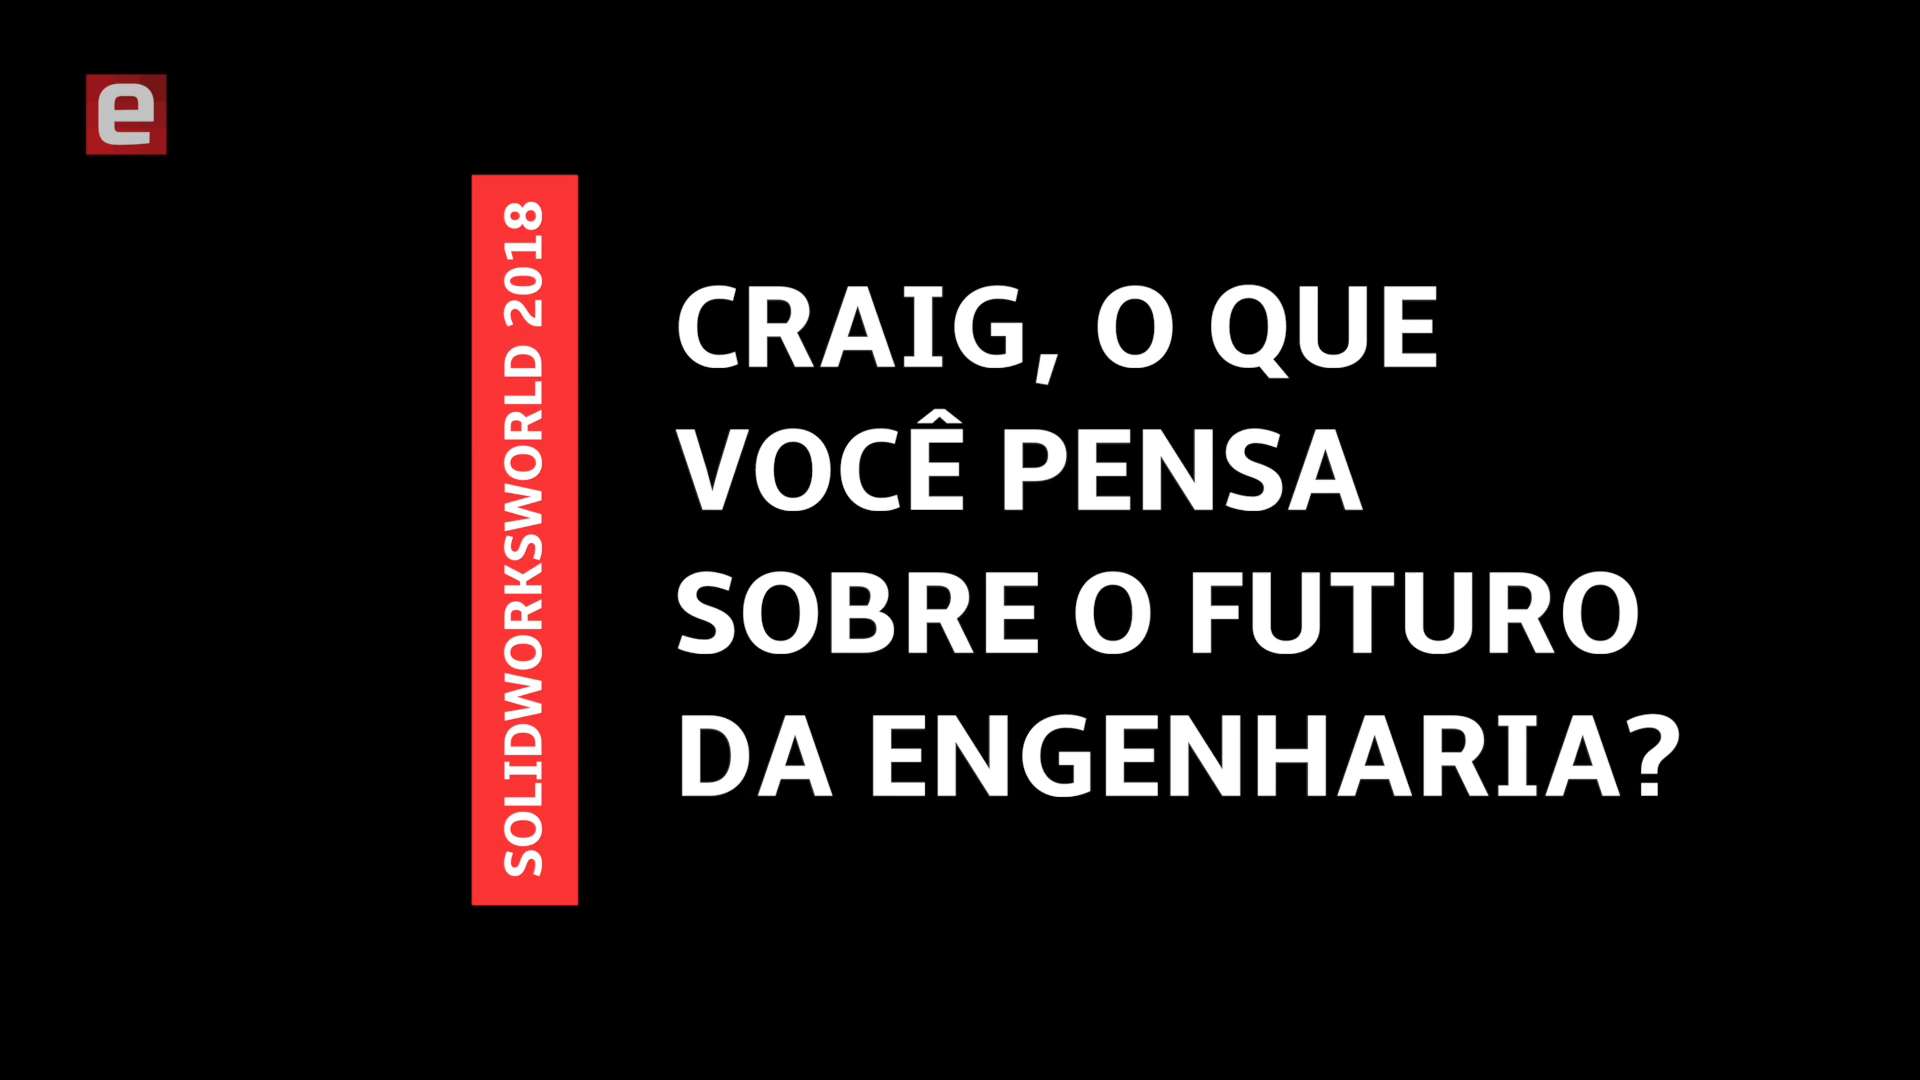 e
SOLIDWORKSWORLD 2018
CRAIG, O QUE
VOCÊ PENSA
SOBRE O FUTURO
DA ENGENHARIA?